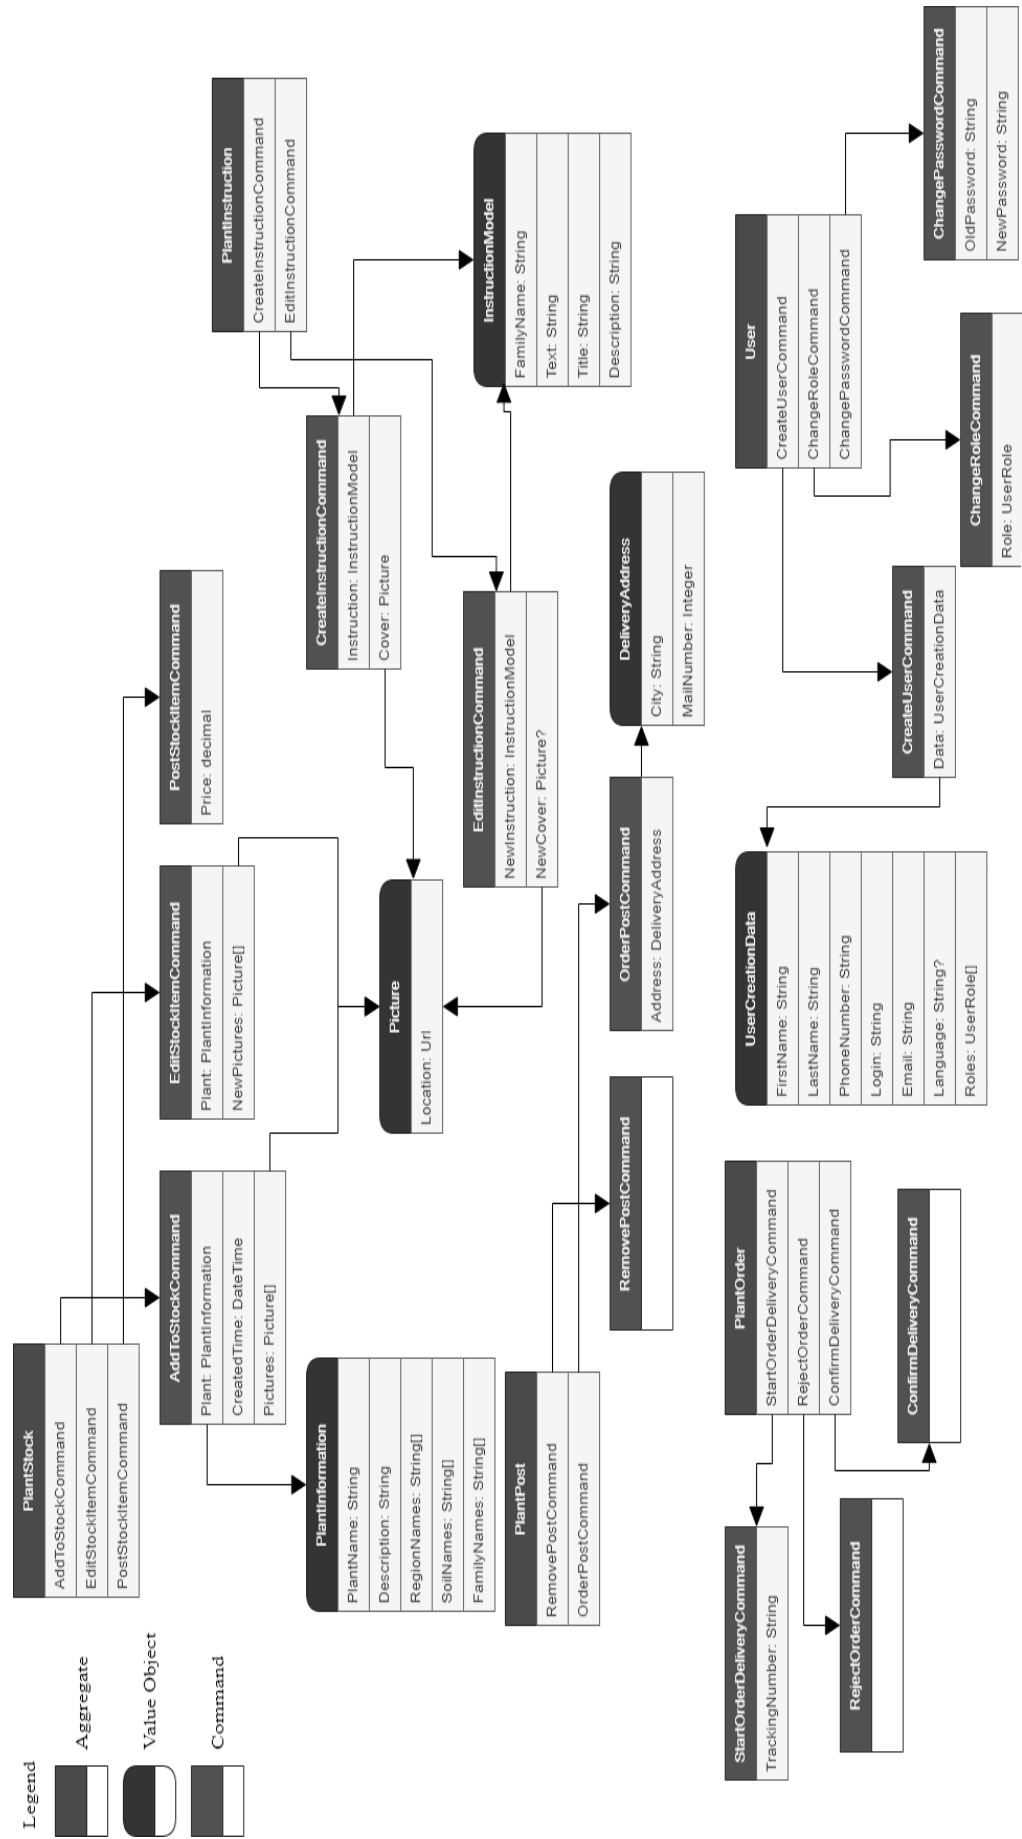 Legend
Aggregate
Value Object
Command
PlantStock
AddToStockCommand
EditStockItemCommand
PostStockItemCommand
AddToStockCommand
Plant: PlantInformation
CreatedTime: DateTime
Pictures: Picture[]
EditStockItemCommand
Plant: PlantInformation
NewPictures: Picture[]
PostStockItemCommand
Price: decimal
PlantInstruction
CreateInstructionCommand
EditInstructionCommand
PlantInformation
PlantName: String
Description: String
RegionNames: String[]
SoilNames: String[]
FamilyNames: String[]
Picture
Location: Url
CreateInstructionCommand
Instruction: InstructionModel
Cover: Picture
EditInstructionCommand
NewInstruction: InstructionModel
NewCover: Picture?
InstructionModel
FamilyName: String
Text: String
Title: String
Description: String
PlantPost
RemovePostCommand
OrderPostCommand
RemovePostCommand
OrderPostCommand
Address: DeliveryAddress
DeliveryAddress
City: String
MailNumber: Integer
StartOrderDeliveryCommand
TrackingNumber: String
PlantOrder
StartOrderDeliveryCommand
RejectOrderCommand
ConfirmDeliveryCommand
RejectOrderCommand
ConfirmDeliveryCommand
UserCreationData
FirstName: String
LastName: String
PhoneNumber: String
Login: String
Email: String
Language: String?
Roles: UserRole[]
User
CreateUserCommand
ChangeRoleCommand
ChangePasswordCommand
CreateUserCommand
Data: UserCreationData
ChangeRoleCommand
Role: UserRole
ChangePasswordCommand
OldPassword: String
NewPassword: String